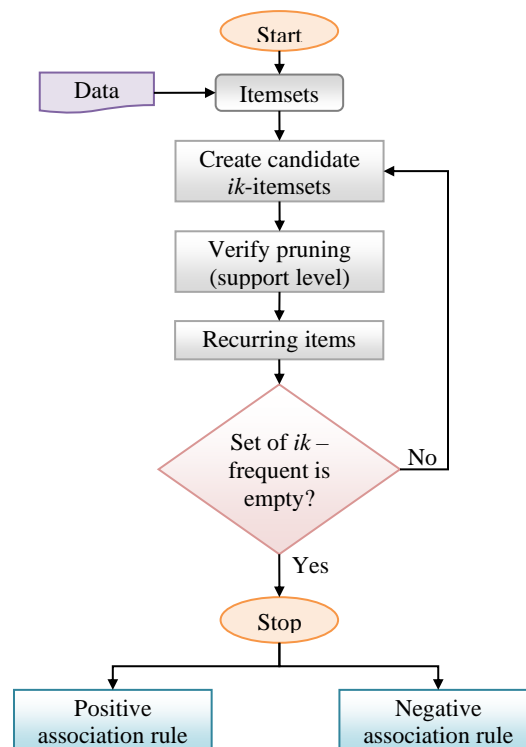 Start
Data
Itemsets
Create candidate
ik-itemsets
Verify pruning
(support level)
Recurring items
Set of ik –
frequent is
empty?
No
Yes
Stop
Positive
association rule
Negative
association rule